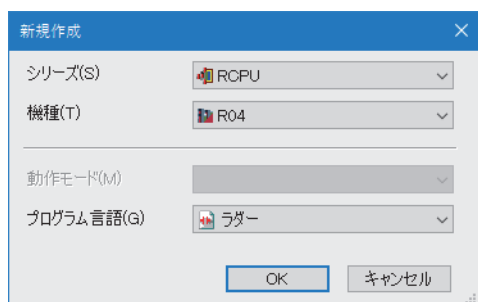 新規作成
シリーズ(S) RCPU
機種(T) R04
動作モード(M)
プログラム言語(G) ラダー
OK キャンセル